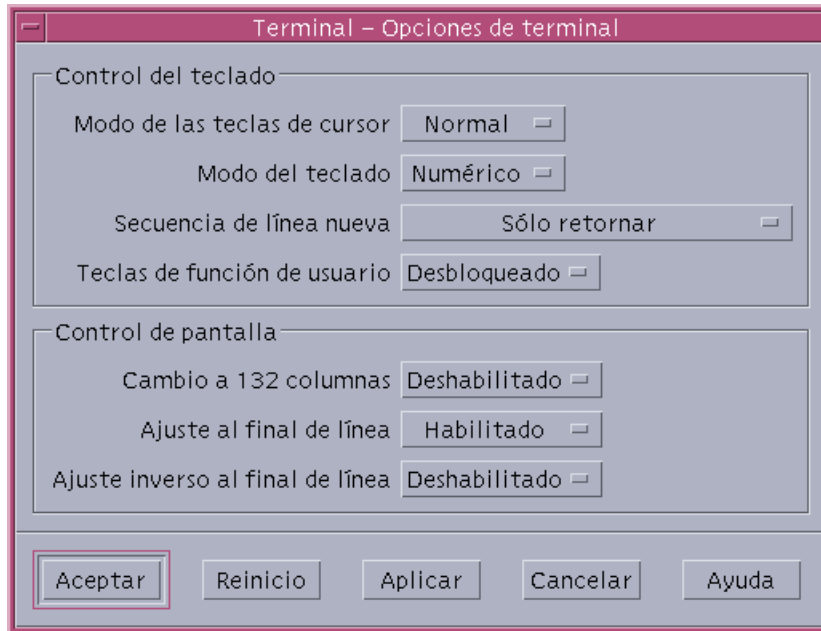 Terminal – Opciones de terminal
Control del teclado
Modo de las teclas de cursor Normal
Modo del teclado Numérico
Secuencia de línea nueva Sólo retornar
Teclas de función de usuario Desbloqueado
Control de pantalla
Cambio a 132 columnas Deshabilitado
Ajuste al final de línea Habilitado
Ajuste inverso al final de línea Deshabilitado
Aceptar Reinicio Aplicar Cancelar Ayuda